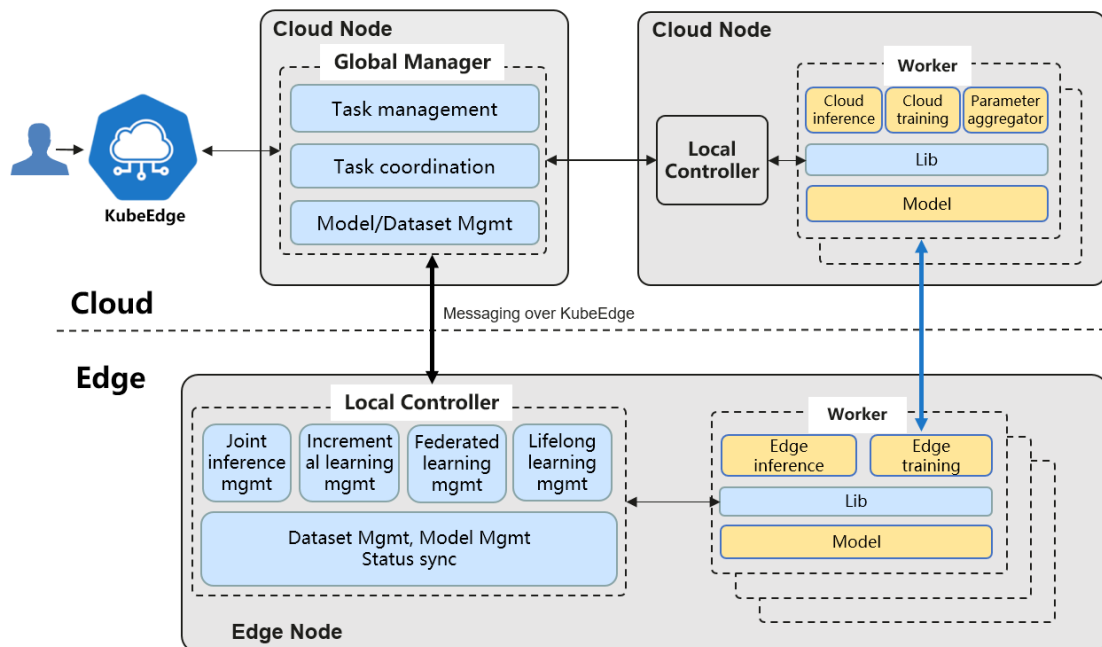 Cloud Node
Global Manager
Task management
Task coordination
Model/Dataset Mgmt
KubeEdge
Cloud Node
Worker
Cloud
inference
Cloud
training
Parameter
aggregator
Lib
Model
Local
Controller
Cloud
Messaging over KubeEdge
Edge
Local Controller
Joint
inference
mgmt
Increment
al learning
mgmt
Federated
learning
mgmt
Lifelong
learning
mgmt
Dataset Mgmt, Model Mgmt
Status sync
Worker
Edge
inference
Edge
training
Lib
Model
Edge Node